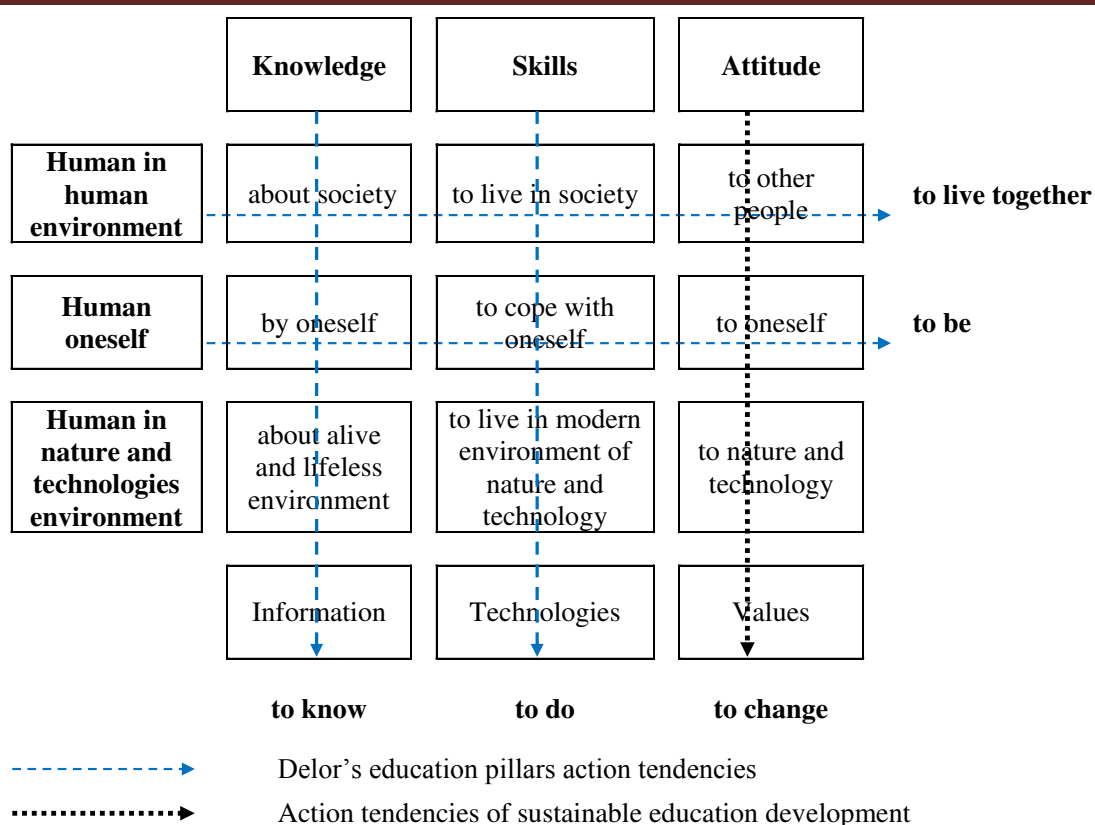 Knowledge
Skills
Attitude
Human in
human
environment
about society
to live in society
to other
people
to live together
Human
oneself
by oneself
to cope with
oneself
to oneself
to be
Human in
nature and
technologies
environment
about alive
and lifeless
environment
to live in modern
environment of
nature and
technology
to nature and
technology
Information
Technologies
Values
to know
to do
to change
Delor’s education pillars action tendencies
Action tendencies of sustainable education development